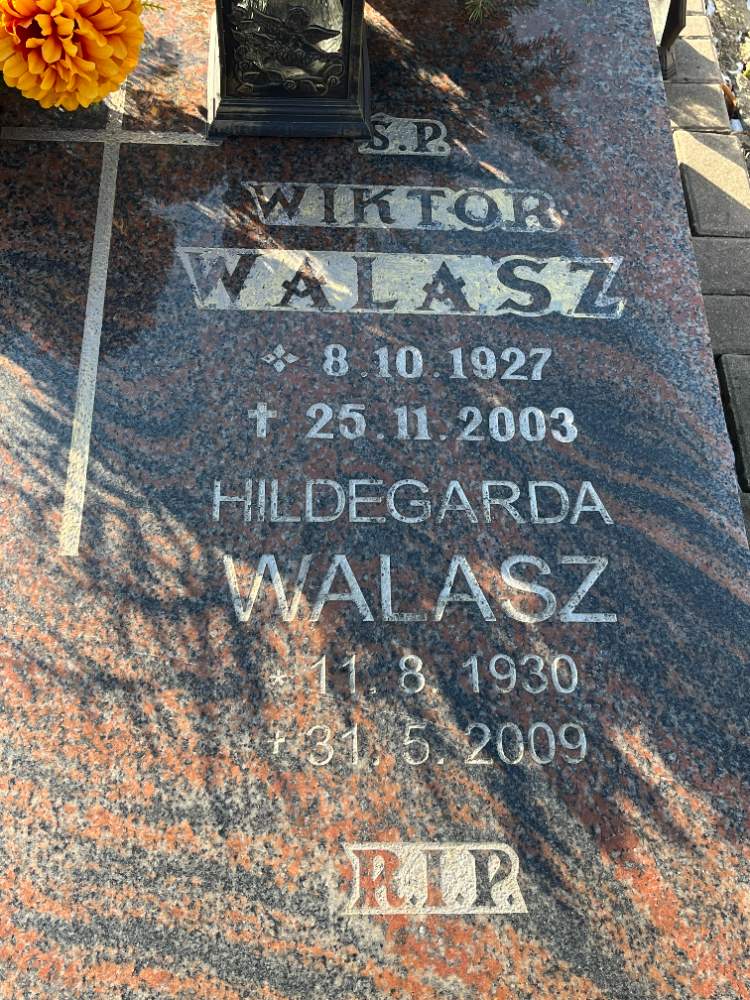 Ś.P.
WIKTOR
WALASZ
8.10.1927
✝ 25.11.2003
HILDEGARDA
WALASZ
* 11. 8. 1930
+ 31. 5. 2009
R.I.P.